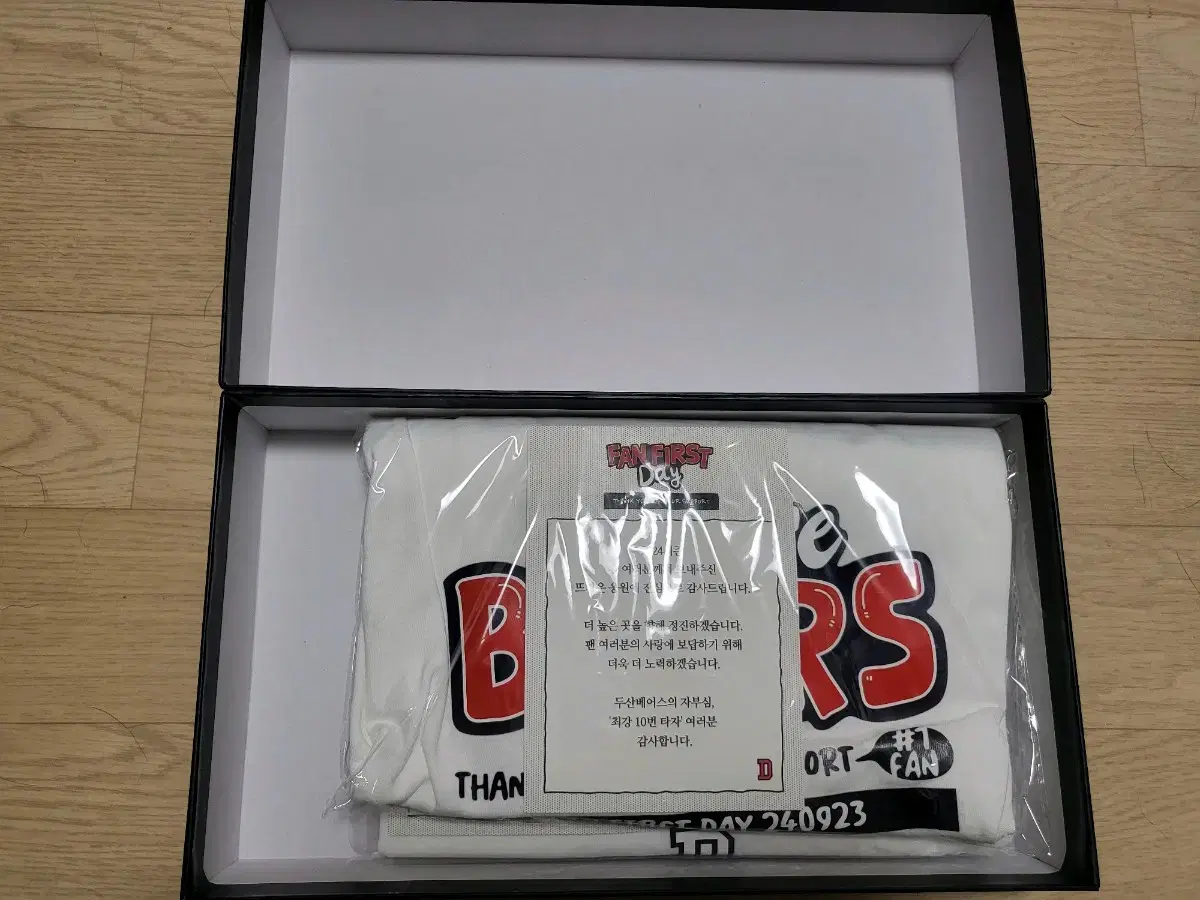 FAN FIRST
Day
THANK YOU FOR YOUR SUPPORT
여러분께서 보내주신
뜨거운 응원에 진심으로 감사드립니다.
더 높은 곳을 향해 정진하겠습니다.
팬 여러분의 사랑에 보답하기 위해
더욱 더 노력하겠습니다.
두산베어스의 자부심,
'최강 10번 타자' 여러분
감사합니다.
D
B RS
THAN ORT
#1
FAN
FIRST DAY 240923